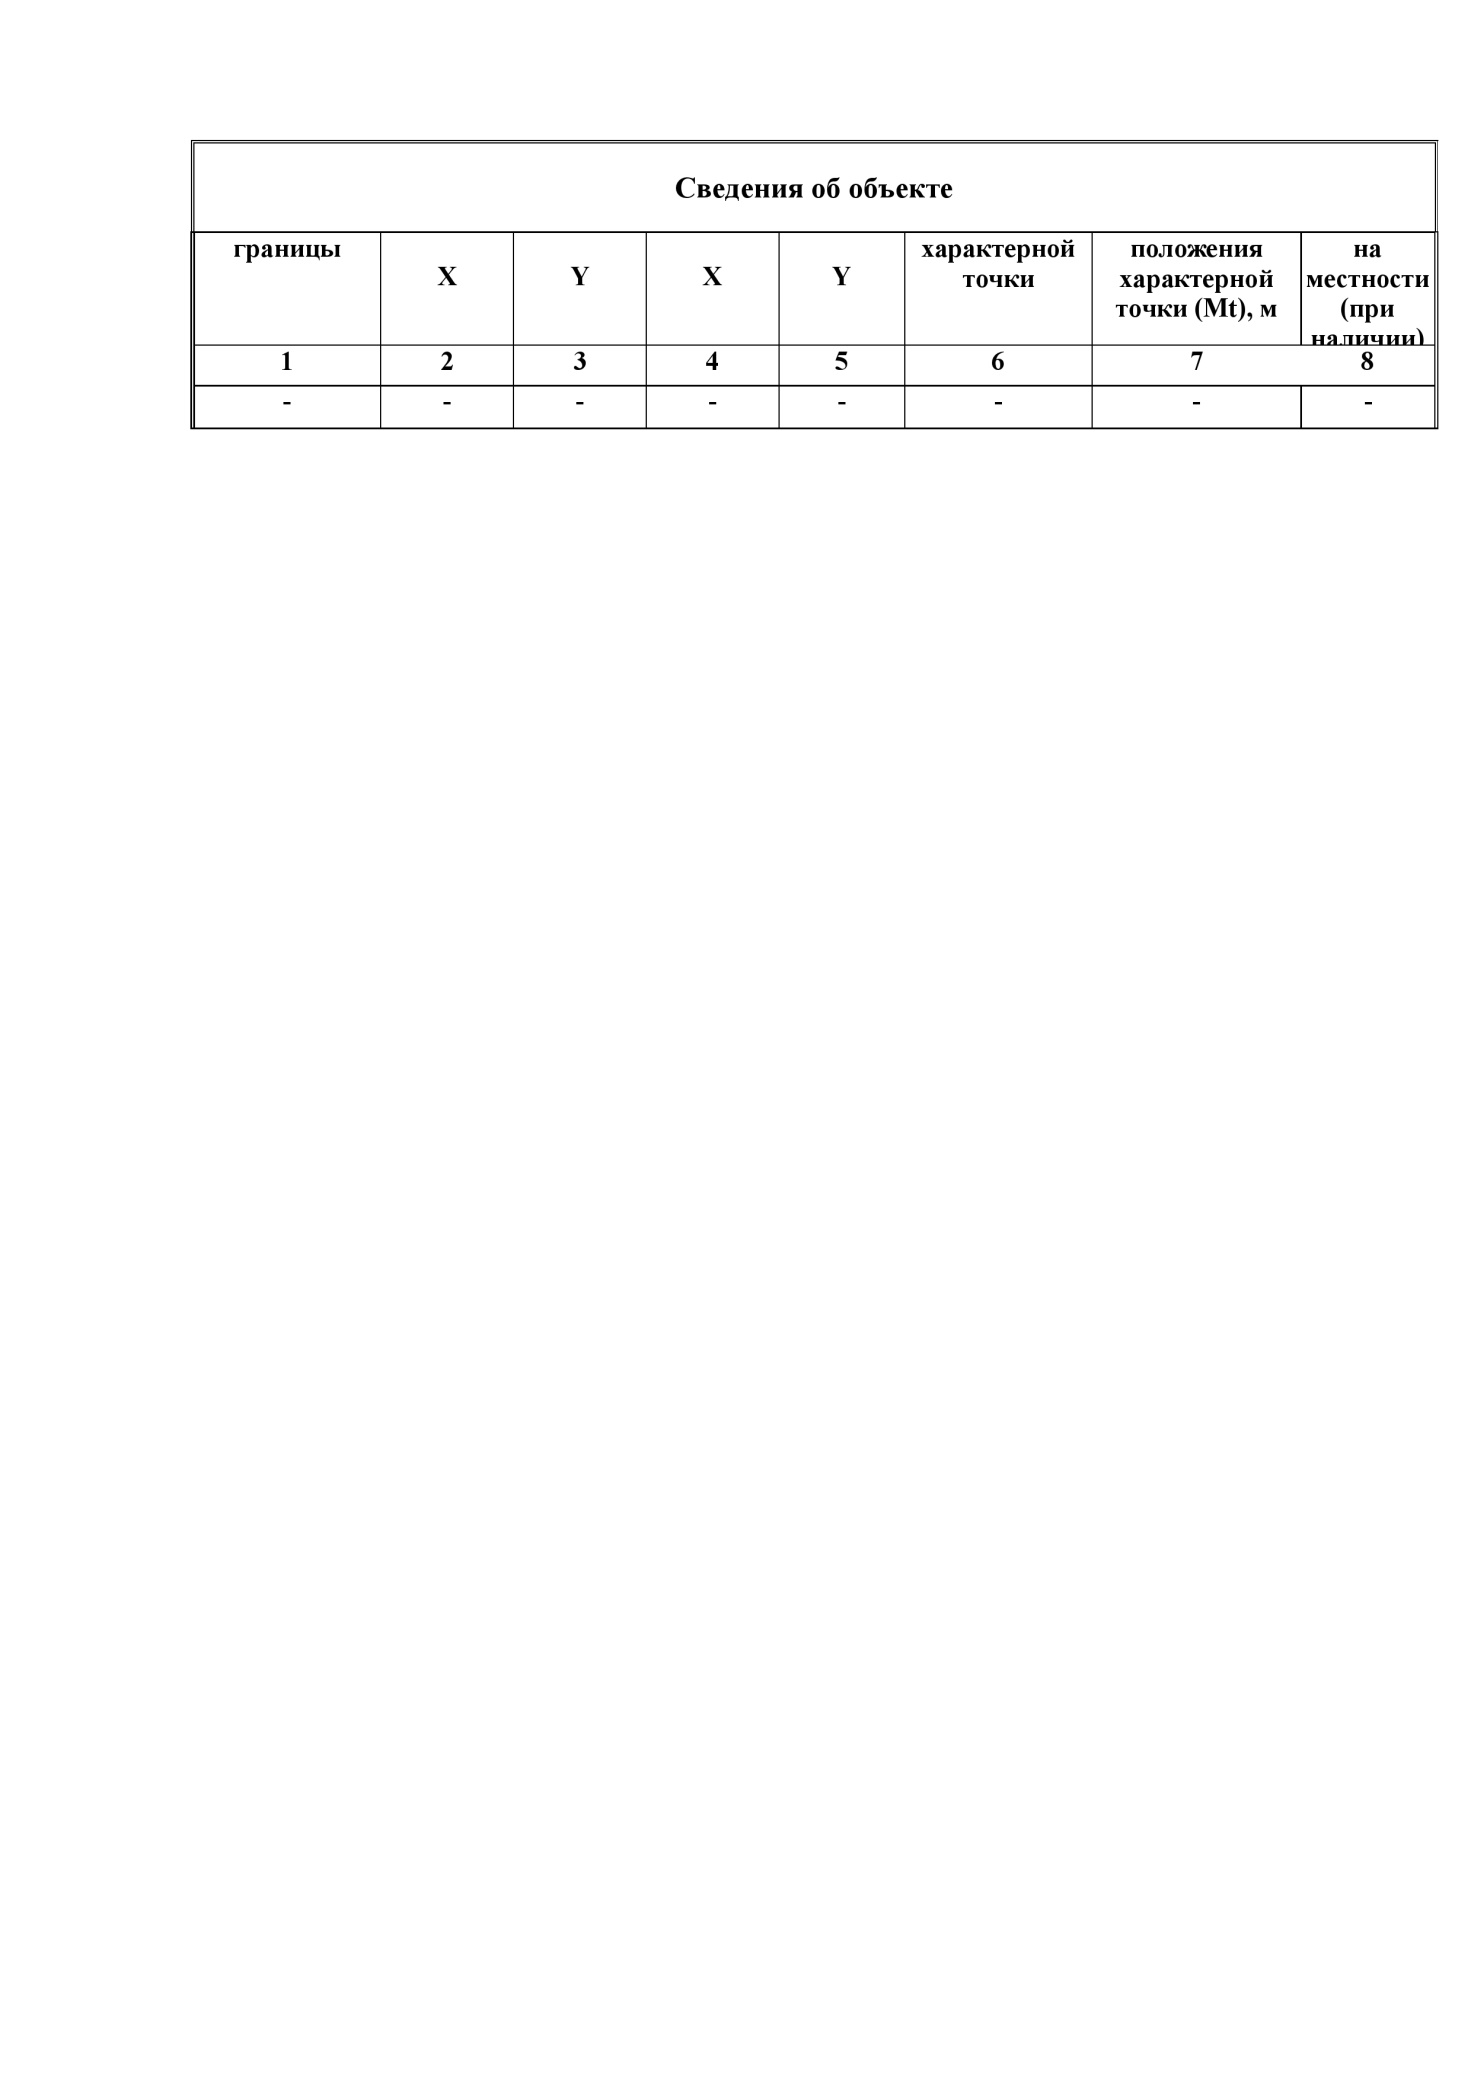 Сведения об объекте
границы X Y X Y характерной точки положения характерной точки (Mt), м на местности (при наличии)
1 2 3 4 5 6 7 8
- - - - - - - -